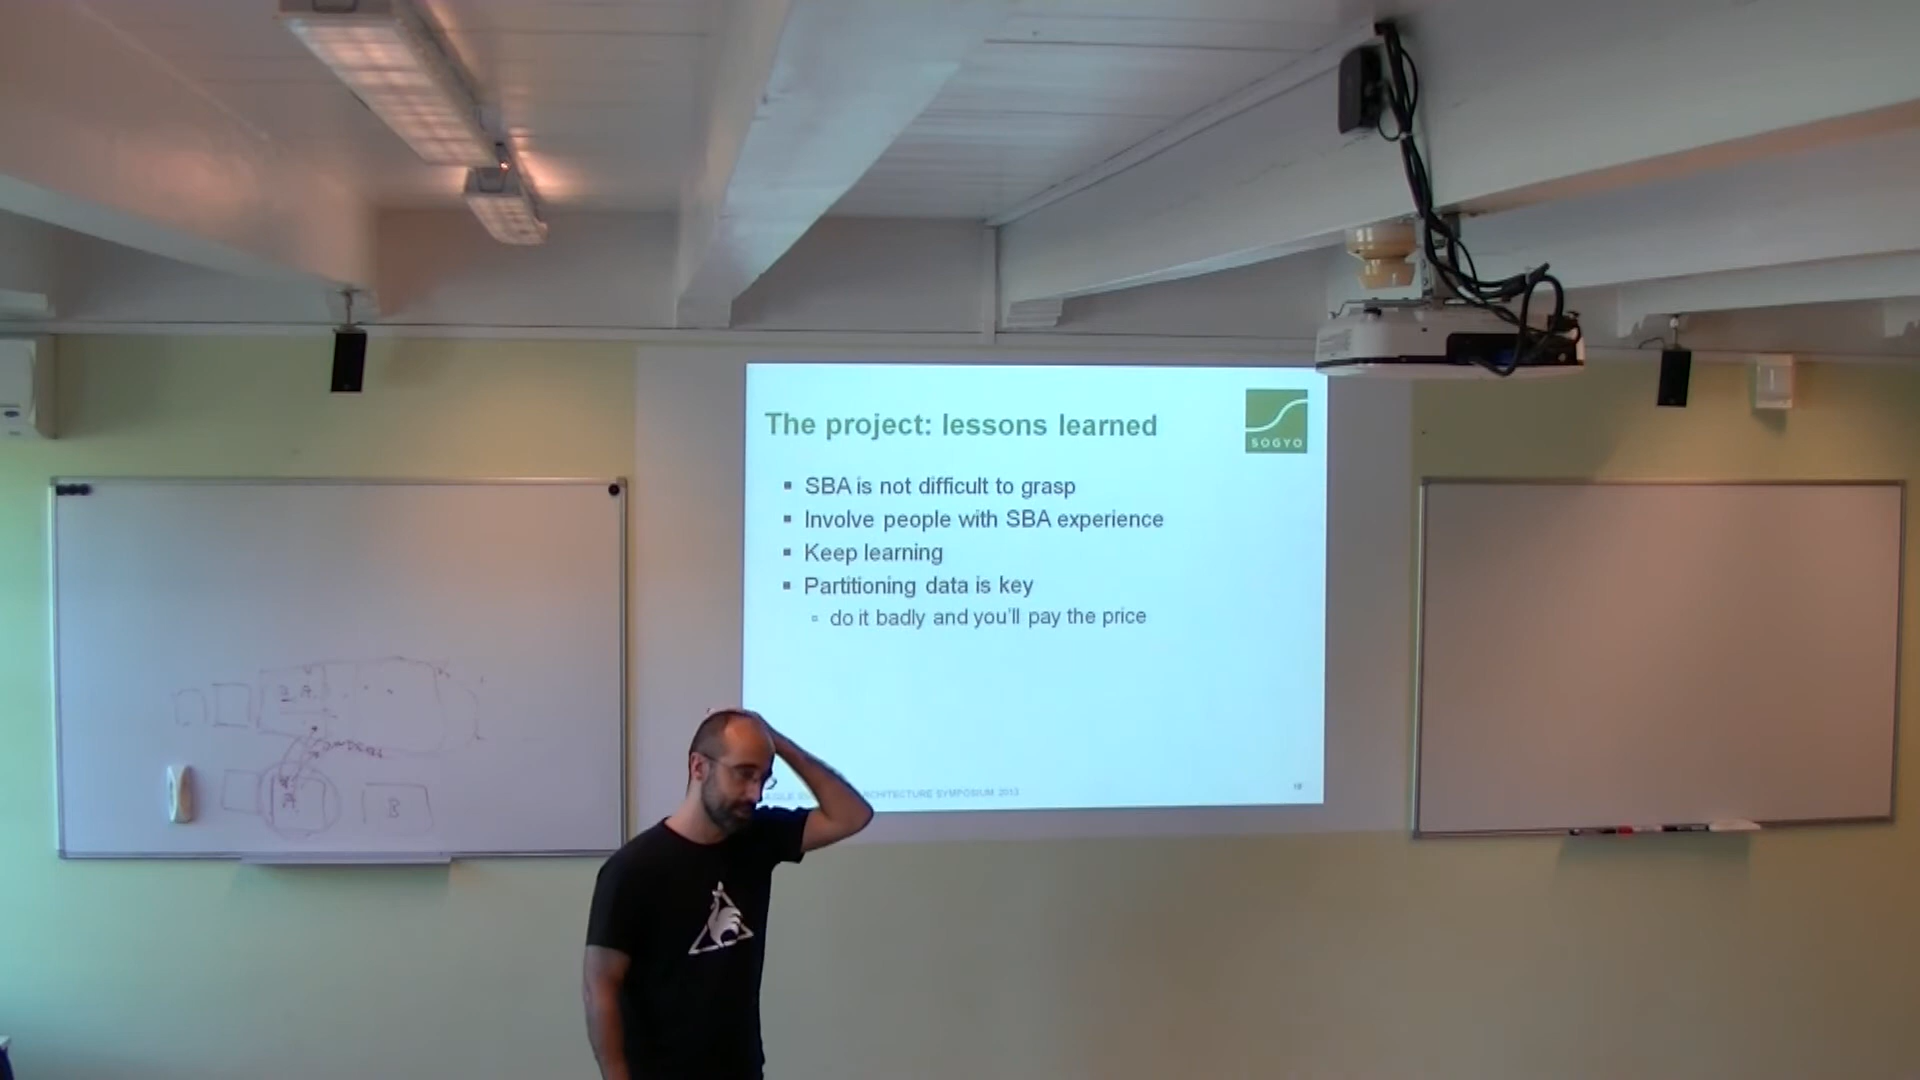 The project: lessons learned
SOGYO
▪ SBA is not difficult to grasp
▪ Involve people with SBA experience
▪ Keep learning
▪ Partitioning data is key
▫ do it badly and you'll pay the price
ARCHITECTURE SYMPOSIUM 2013
A
B